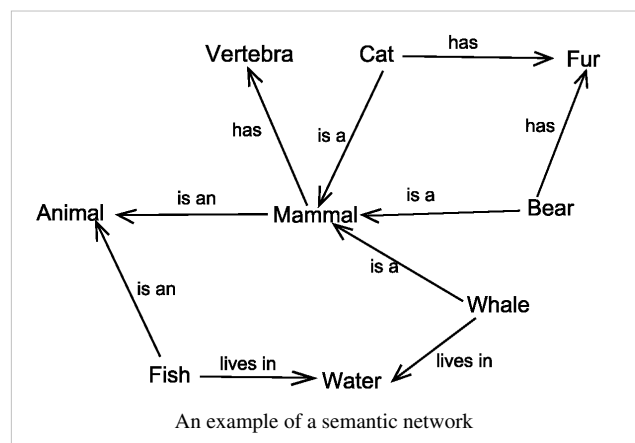 Vertebra
Cat
has
Fur
has
is a
has
Animal
is an
Mammal
is a
Bear
is an
is a
Whale
Fish
lives in
Water
lives in
An example of a semantic network